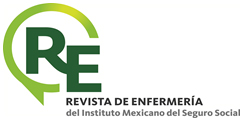 RE
REVISTA DE ENFERMERÍA
del Instituto Mexicano del Seguro Social